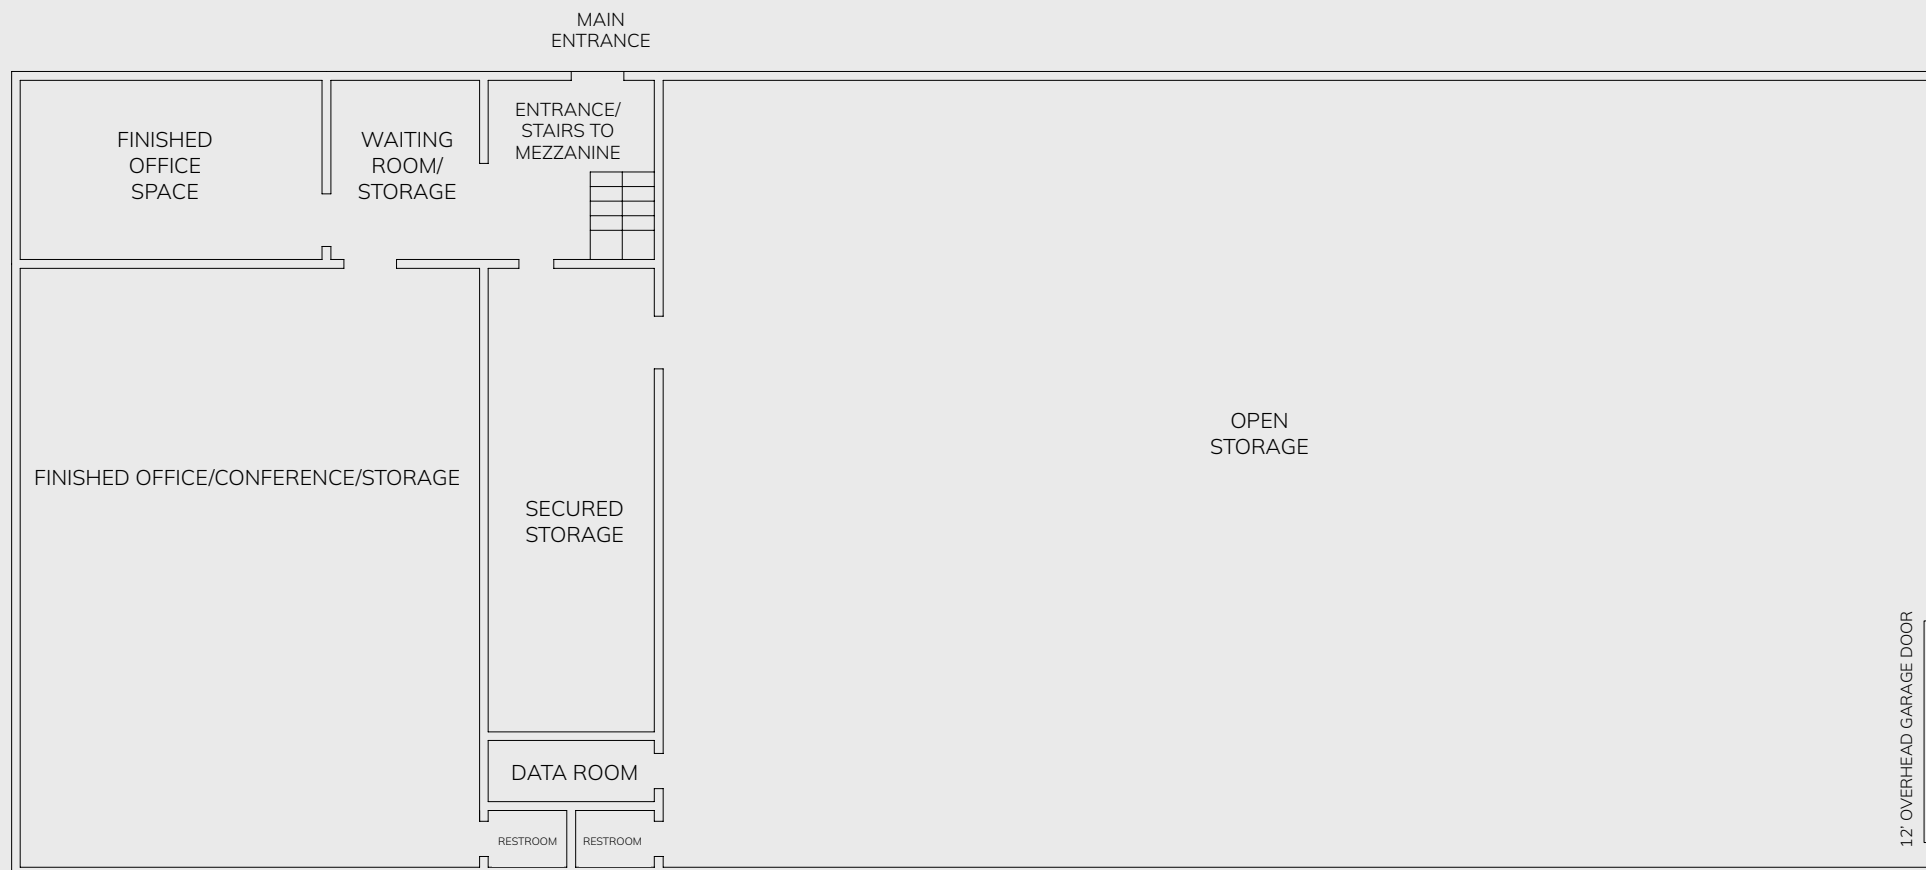 MAIN
ENTRANCE
FINISHED
OFFICE
SPACE
WAITING
ROOM/
STORAGE
ENTRANCE/
STAIRS TO
MEZZANINE
OPEN
STORAGE
FINISHED OFFICE/CONFERENCE/STORAGE
SECURED
STORAGE
12' OVERHEAD GARAGE DOOR
DATA ROOM
RESTROOM
RESTROOM